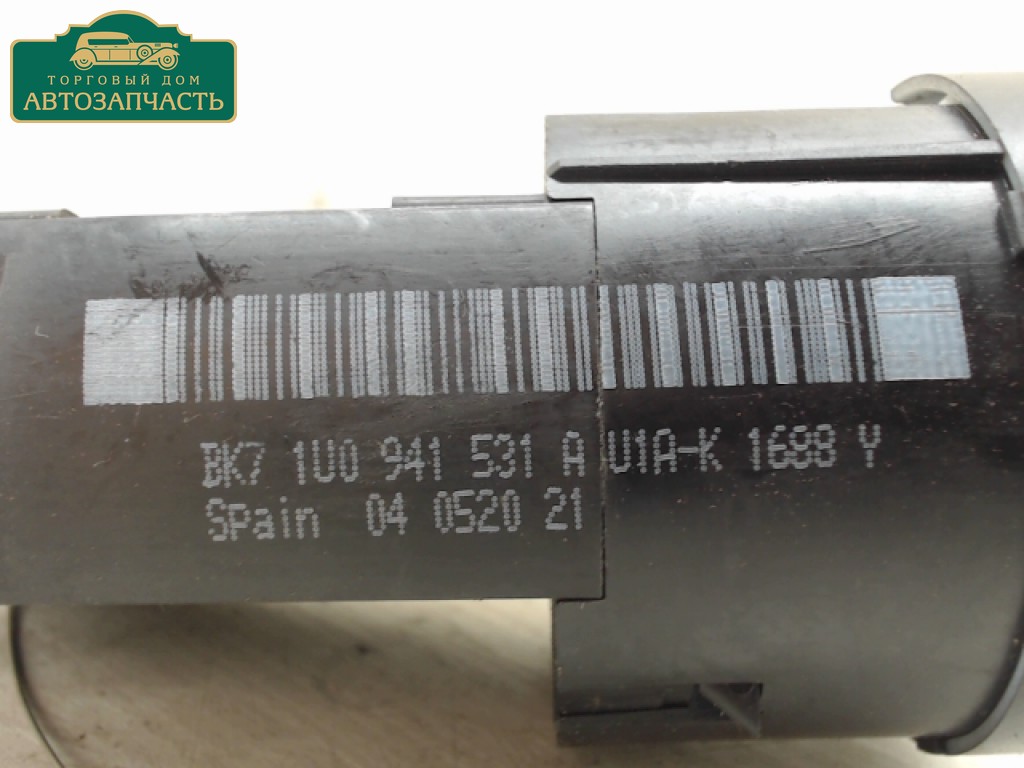 ТОРГОВЫЙ ДОМ
АВТОЗАПЧАСТЬ
BK7 1U0 941 531 A U1A-K 1688 Y
Spain 04 0520 21